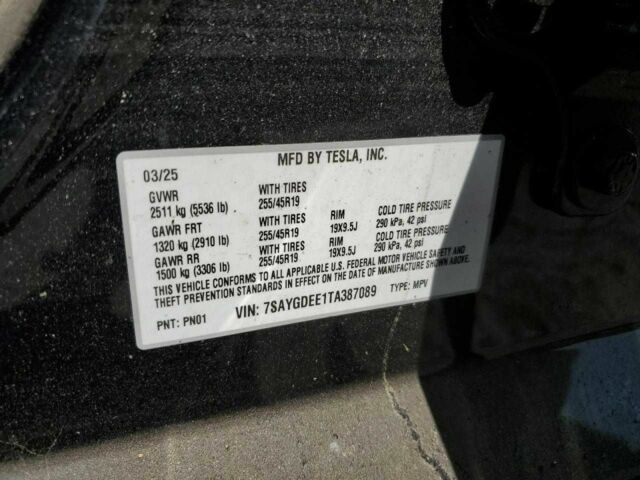 MFD BY TESLA, INC.
03/25
GVWR WITH TIRES
2511 kg (5536 lb) 255/45R19 RIM COLD TIRE PRESSURE
GAWR FRT WITH TIRES 19X9.5J 290 kPa, 42 psi
1320 kg (2910 lb) 255/45R19 RIM COLD TIRE PRESSURE
GAWR RR WITH TIRES 19X9.5J 290 kPa, 42 psi
1500 kg (3306 lb) 255/45R19
THIS VEHICLE CONFORMS TO ALL APPLICABLE U.S. FEDERAL MOTOR VEHICLE SAFETY AND
THEFT PREVENTION STANDARDS IN EFFECT ON THE DATE OF MANUFACTURE SHOWN ABOVE.
PNT: PN01 VIN: 7SAYGDEE1TA387089 TYPE: MPV